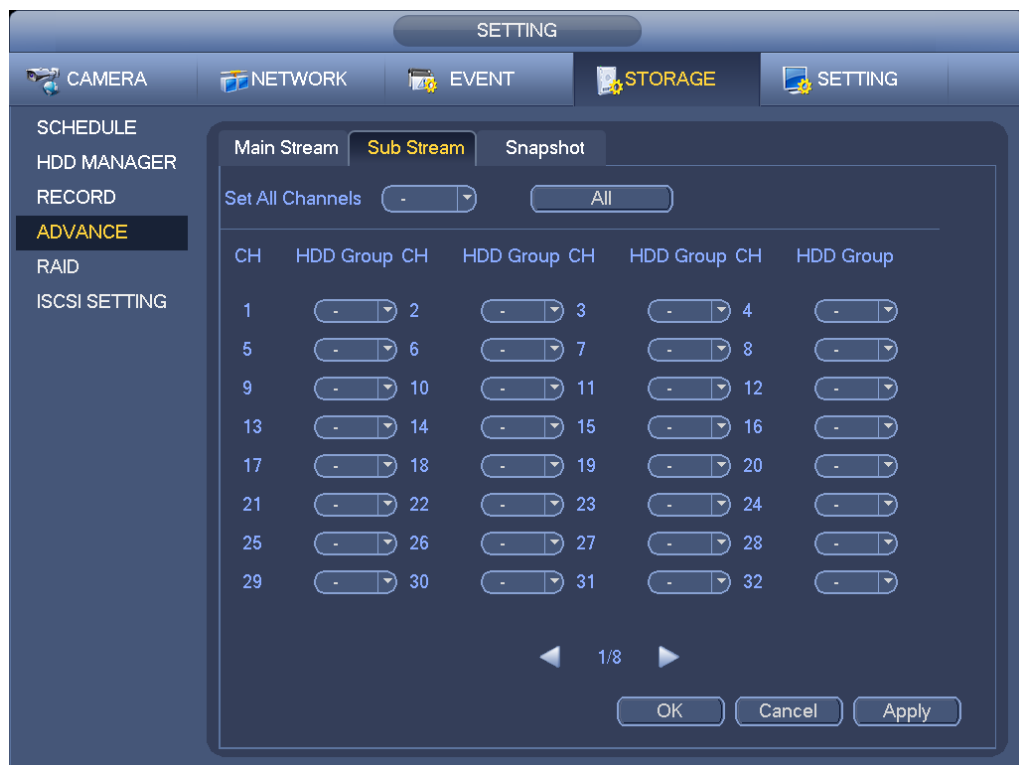 SETTING
CAMERA NETWORK EVENT STORAGE SETTING
SCHEDULE
HDD MANAGER
RECORD
ADVANCE
RAID
ISCSI SETTING
Main Stream Sub Stream Snapshot
Set All Channels - All
CH HDD Group CH HDD Group CH HDD Group CH HDD Group
1 - 2 - 3 - 4 -
5 - 6 - 7 - 8 -
9 - 10 - 11 - 12 -
13 - 14 - 15 - 16 -
17 - 18 - 19 - 20 -
21 - 22 - 23 - 24 -
25 - 26 - 27 - 28 -
29 - 30 - 31 - 32 -
1/8
OK Cancel Apply